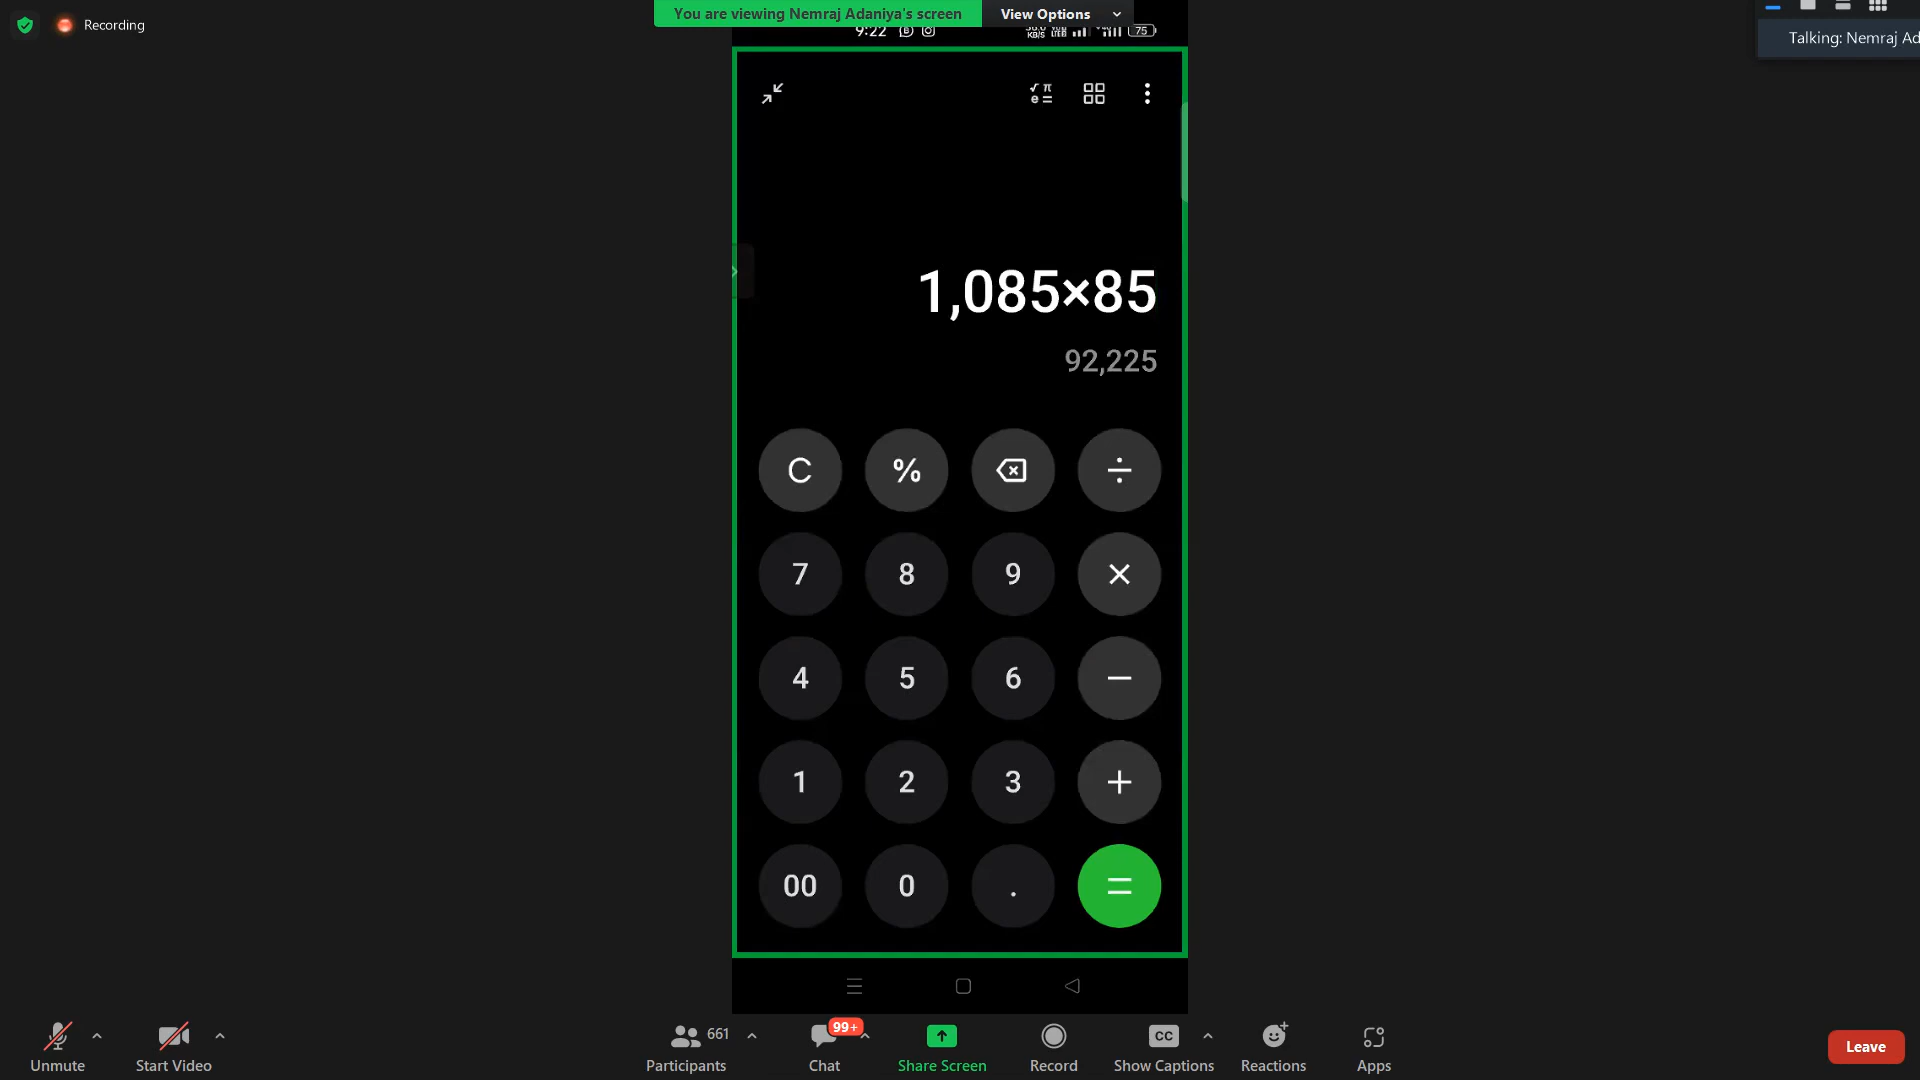 Recording
You are viewing Nemraj Adaniya's screen
View Options
Talking: Nemraj Ad
9:22
KB/S
75
√ π
e =
1,085×85
92,225
C % ÷
7 8 9 ×
4 5 6 −
1 2 3 +
00 0 . =
Unmute
Start Video
661
Participants
99+
Chat
Share Screen
Record
CC
Show Captions
Reactions
Apps
Leave